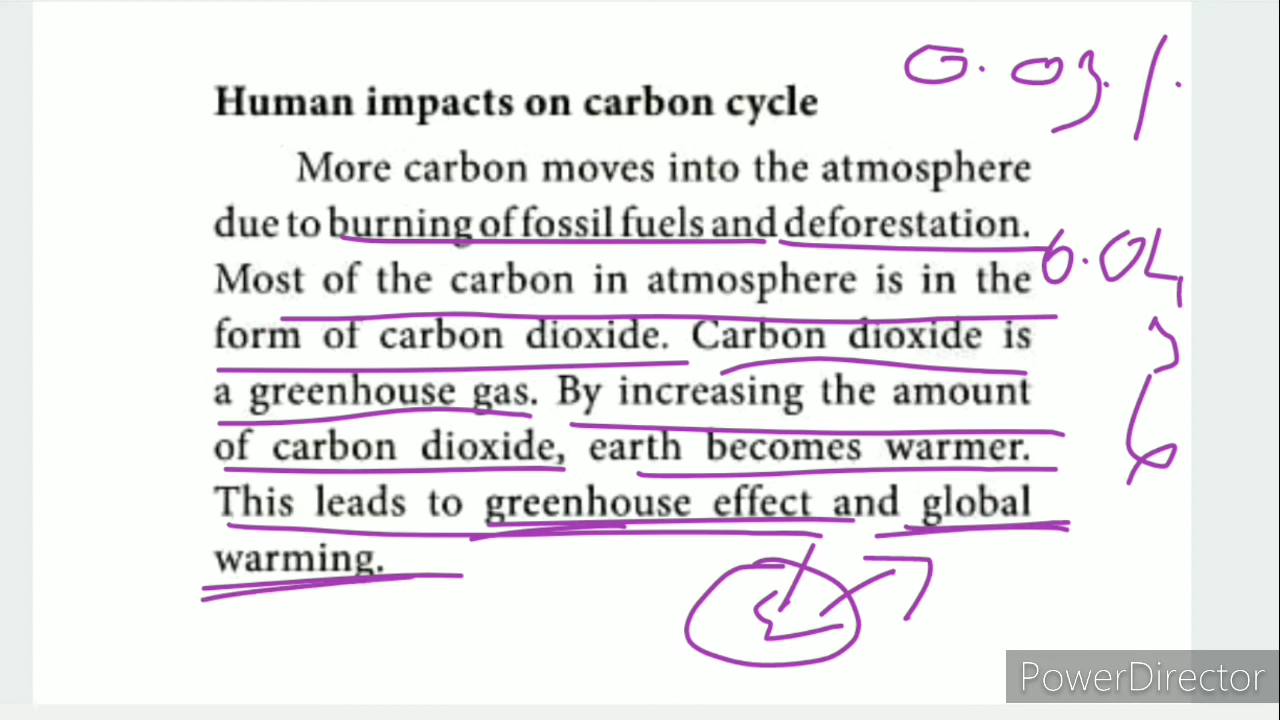 0.03%
Human impacts on carbon cycle
More carbon moves into the atmosphere
due to burning of fossil fuels and deforestation.
Most of the carbon in atmosphere is in the
0.04
form of carbon dioxide. Carbon dioxide is
a greenhouse gas. By increasing the amount
of carbon dioxide, earth becomes warmer.
This leads to greenhouse effect and global
warming.
PowerDirector